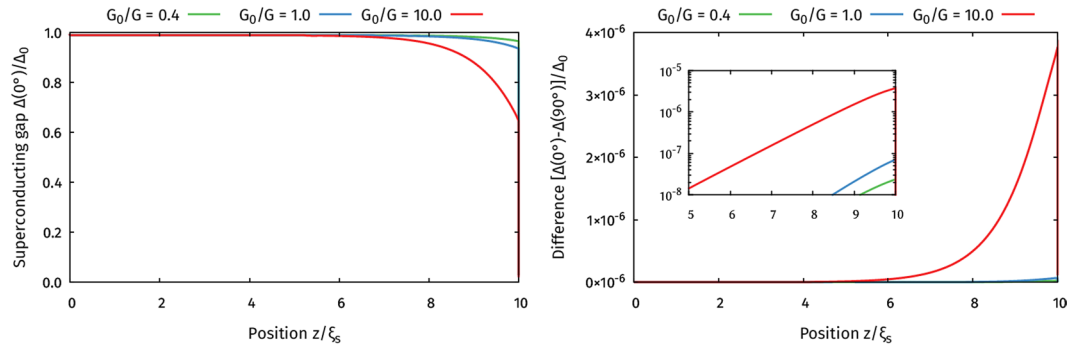 G₀/G = 0.4 G₀/G = 1.0 G₀/G = 10.0
Superconducting gap Δ(0°)/Δ₀
1.0
0.8
0.6
0.4
0.2
0.0
0 2 4 6 8 10
Position z/ξₛ
G₀/G = 0.4 G₀/G = 1.0 G₀/G = 10.0
Difference [Δ(0°)-Δ(90°)]/Δ₀
4×10⁻⁶
3×10⁻⁶
2×10⁻⁶
1×10⁻⁶
0×10⁻⁶
10⁻⁵
10⁻⁶
10⁻⁷
10⁻⁸
5 6 7 8 9 10
0 2 4 6 8 10
Position z/ξₛ